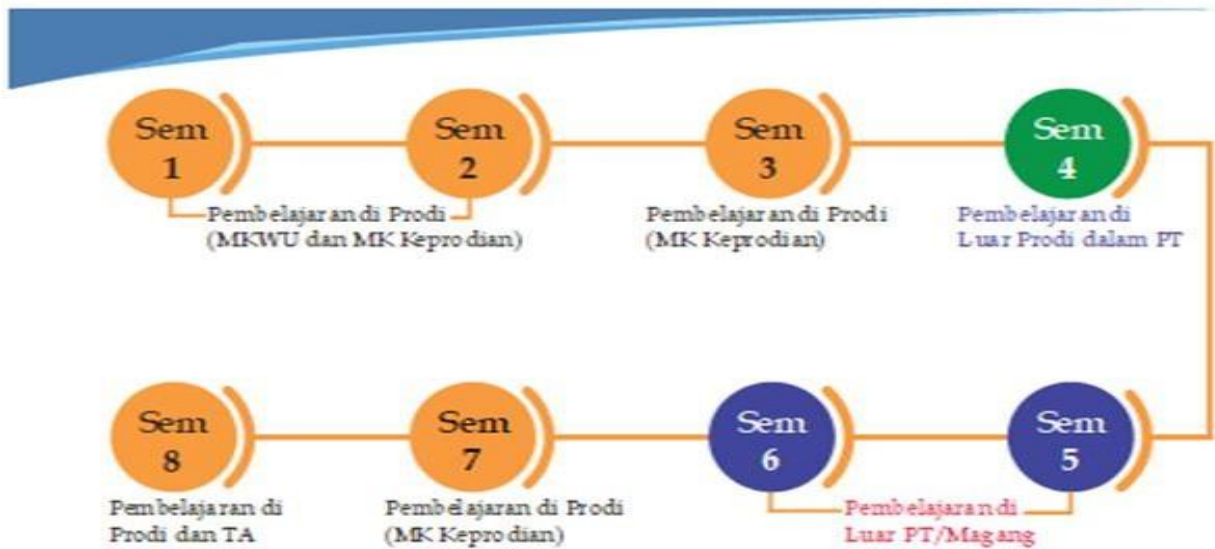 Sem
1
Sem
2
Sem
3
Sem
4
Pembelajaran di Prodi
(MKWU dan MK Keprodian)
Pembelajaran di Prodi
(MK Keprodian)
Pembelajaran di
Luar Prodi dalam PT
Sem
8
Sem
7
Sem
6
Sem
5
Pembelajaran di
Prodi dan TA
Pembelajaran di Prodi
(MK Keprodian)
Pembelajaran di
Luar PT/Magang